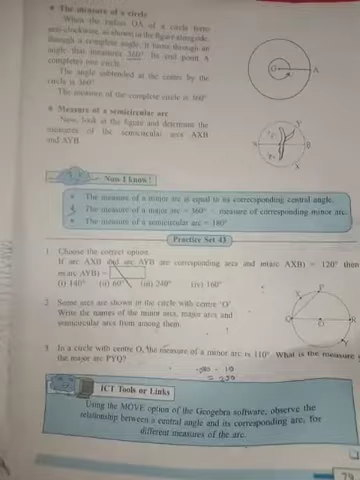 The measure of a circle
When the radius OA of a circle turns
anti-clockwise, as shown in the figure alongside,
through a complete angle, it turns through an
angle that measures 360°. Its end point A
completes one circle.
The angle subtended at the centre by the
circle is 360°
The measure of the complete circle is 360°
O
A
Measure of a semicircular arc
Now, look at the figure and determine the
measures of the semicircular arcs AXB
and AYB
Y
B
X
Now I know!
The measure of a minor arc is equal to its corresponding central angle.
The measure of a major arc = 360° - measure of corresponding minor arc.
The measure of a semicircular arc = 180°
Practice Set 43
1. Choose the correct option.
If arc AXB and arc AYB are corresponding arcs and m(arc AXB) = 120° then
m(arc AYB) =
(i) 140° (ii) 60° (iii) 240° (iv) 160°
2. Some arcs are shown in the circle with centre 'O'.
Write the names of the minor arcs, major arcs and
semicircular arcs from among them.
P
X
Q
O
R
Y
3. In a circle with centre O, the measure of a minor arc is 110°. What is the measure
the major arc PYQ?
ICT Tools or Links
Using the MOVE option of the Geogebra software, observe the
relationship between a central angle and its corresponding arc, for
different measures of the arc.
79